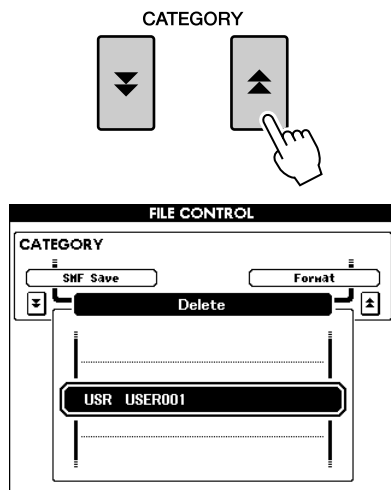 CATEGORY
FILE CONTROL
CATEGORY
SMF Save
Format
Delete
USR USER001